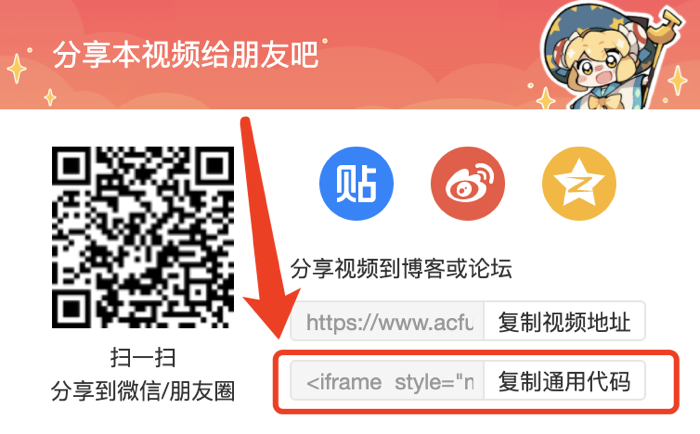 分享本视频给朋友吧
贴
分享视频到博客或论坛
https://www.acfu
复制视频地址
<iframe style="n
复制通用代码
扫一扫
分享到微信/朋友圈